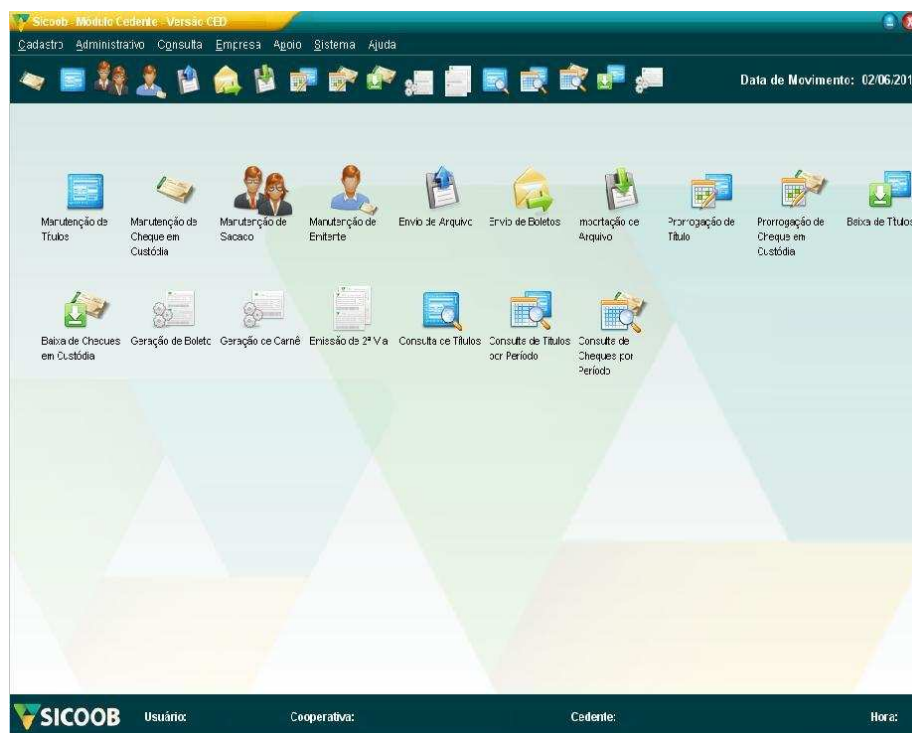 Sicoob - Módulo Cedente - Versão CED
Cadastro Administrativo Consulta Empresa Apoio Sistema Ajuda
Data de Movimento: 02/06/201
Manutenção de Títulos
Manutenção de Cheque em Custódia
Manutenção de Sacado
Manutenção de Emitente
Envio de Arquivo
Envio de Boletos
Importação de Arquivo
Prorrogação de Título
Prorrogação de Cheque em Custódia
Baixa de Títulos
Baixa de Cheques em Custódia
Geração de Boleto
Geração de Carnê
Emissão de 2ª Via
Consulta de Títulos
Consulta de Títulos por Período
Consulta de Cheques por Período
SICOOB Usuário: Cooperativa: Cedente: Hora: